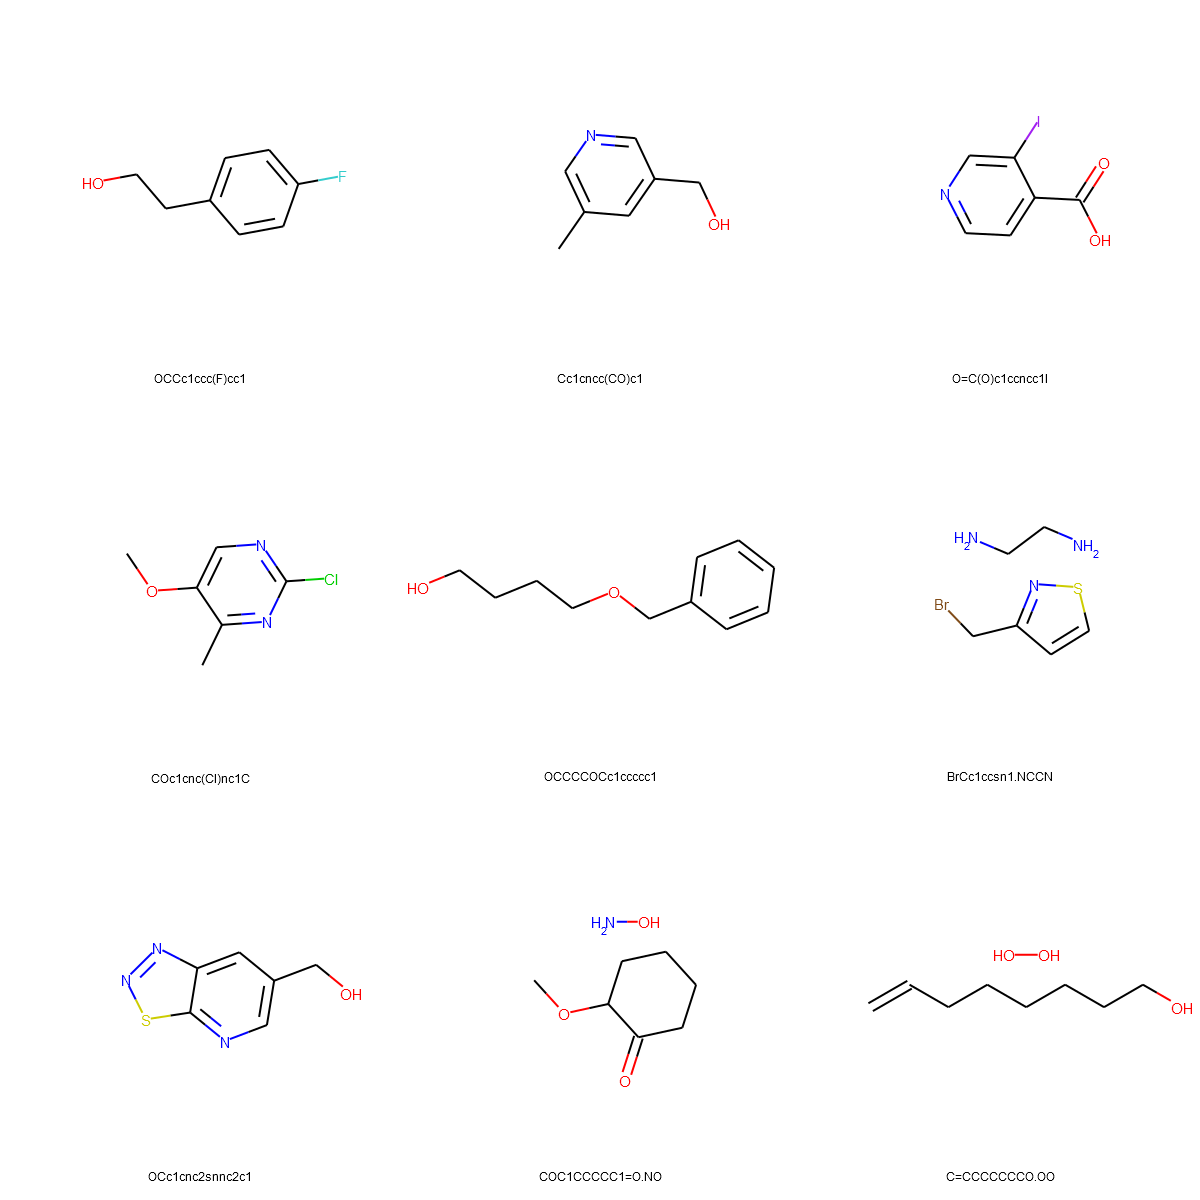 HO F
N OH
I N O OH
OCCc1ccc(F)cc1
Cc1cncc(CO)c1
O=C(O)c1ccncc1I
O N N Cl
HO O
H2N NH2
Br N S
COc1cnc(Cl)nc1C
OCCCCOCc1ccccc1
BrCc1ccsn1.NCCN
N N S N OH
H2N OH
O O
HO OH
OH
OCc1cnc2snnc2c1
COC1CCCCC1=O.NO
C=CCCCCCCO.OO